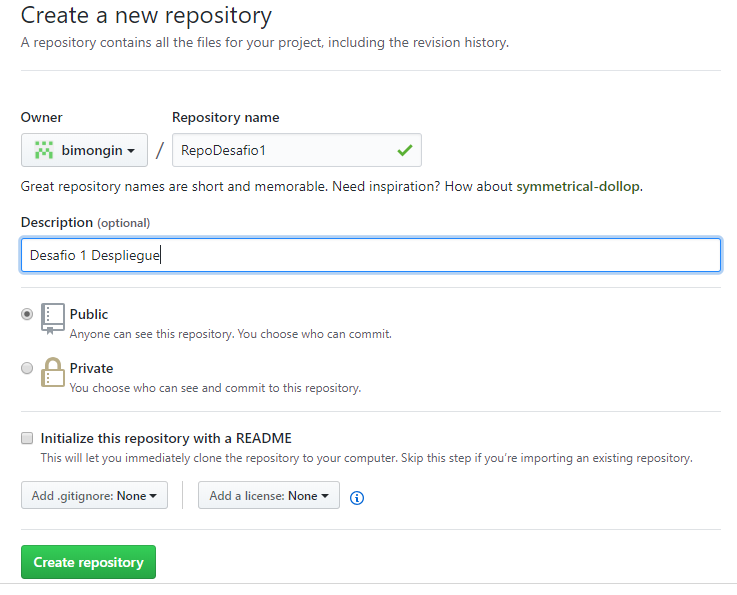 Create a new repository
A repository contains all the files for your project, including the revision history.
Owner
Repository name
bimongin
/
RepoDesafio1
Great repository names are short and memorable. Need inspiration? How about symmetrical-dollop.
Description (optional)
Desafio 1 Despliegue
Public
Anyone can see this repository. You choose who can commit.
Private
You choose who can see and commit to this repository.
Initialize this repository with a README
This will let you immediately clone the repository to your computer. Skip this step if you're importing an existing repository.
Add .gitignore: None
Add a license: None
Create repository